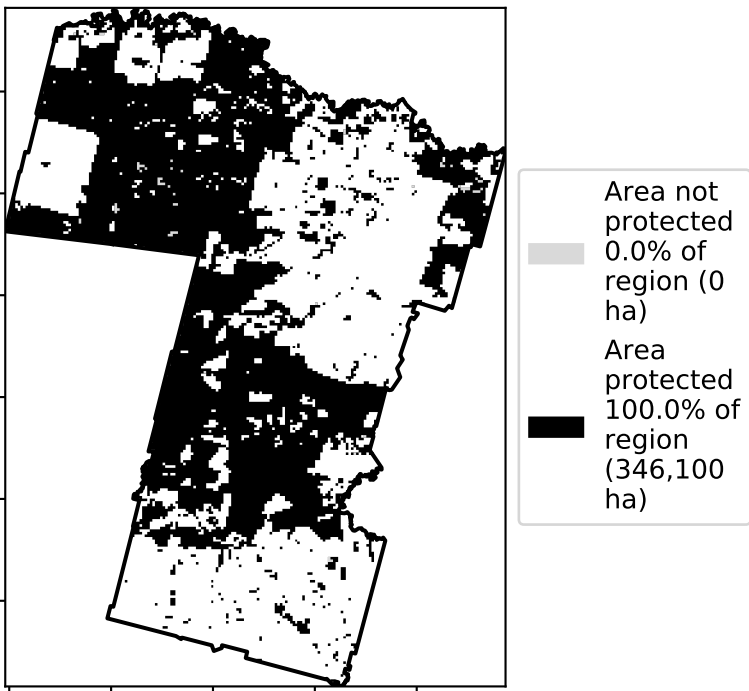 Area not
protected
0.0% of
region (0
ha)
Area
protected
100.0% of
region
(346,100
ha)